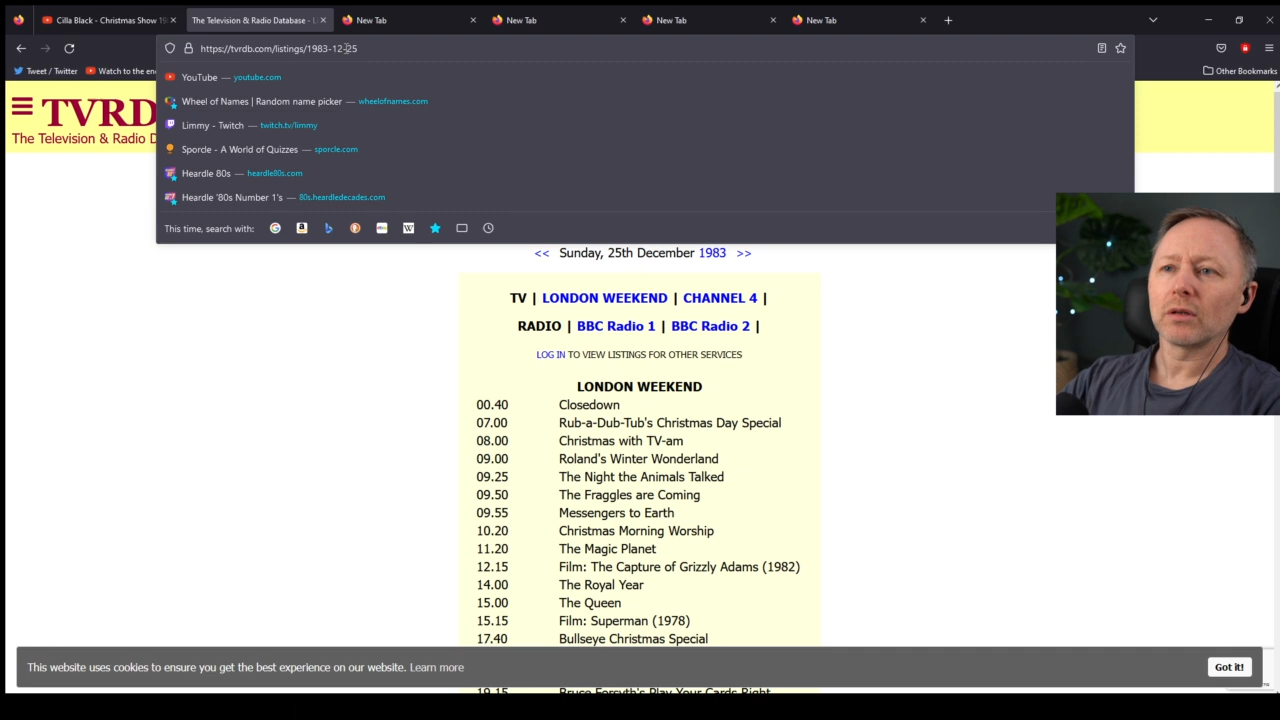 Cilla Black - Christmas Show 19
The Television & Radio Database - Li
New Tab
New Tab
New Tab
New Tab
https://tvrdb.com/listings/1983-12-25
Tweet / Twitter
Watch to the en
Other Bookmarks
YouTube — youtube.com
Wheel of Names | Random name picker — wheelofnames.com
Limmy - Twitch — twitch.tv/limmy
Sporcle - A World of Quizzes — sporcle.com
Heardle 80s — heardle80s.com
Heardle '80s Number 1's — 80s.heardledecades.com
This time, search with:
TVRD
The Television & Radio D
<< Sunday, 25th December 1983 >>
TV | LONDON WEEKEND | CHANNEL 4 |
RADIO | BBC Radio 1 | BBC Radio 2 |
LOG IN TO VIEW LISTINGS FOR OTHER SERVICES
LONDON WEEKEND
00.40 Closedown
07.00 Rub-a-Dub-Tub's Christmas Day Special
08.00 Christmas with TV-am
09.00 Roland's Winter Wonderland
09.25 The Night the Animals Talked
09.50 The Fraggles are Coming
09.55 Messengers to Earth
10.20 Christmas Morning Worship
11.20 The Magic Planet
12.15 Film: The Capture of Grizzly Adams (1982)
14.00 The Royal Year
15.00 The Queen
15.15 Film: Superman (1978)
17.40 Bullseye Christmas Special
This website uses cookies to ensure you get the best experience on our website. Learn more
Got it!
19.15 Bruce Forsyth's Play Your Cards Right